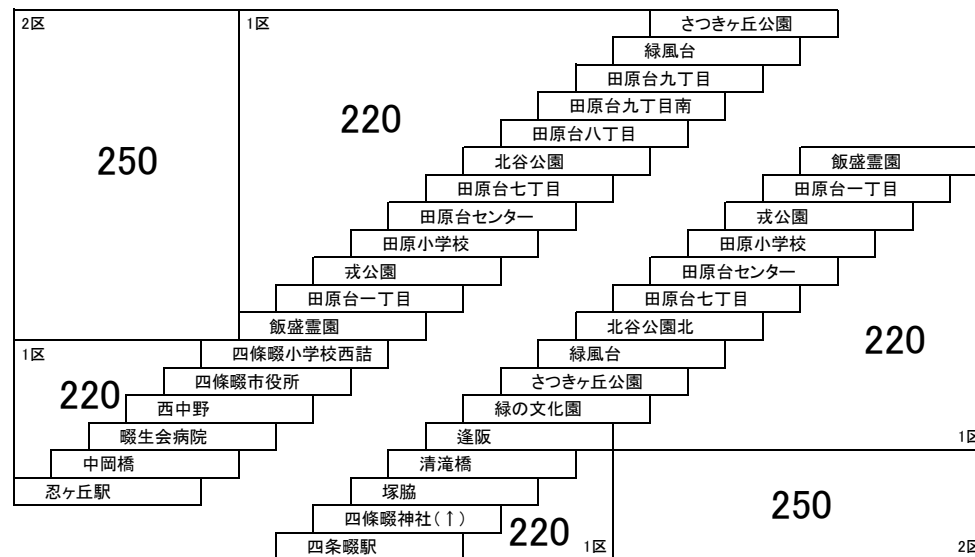 2区
1区
さつきヶ丘公園
緑風台
田原台九丁目
220
田原台九丁目南
田原台八丁目
250
北谷公園
飯盛霊園
田原台七丁目
田原台一丁目
田原台センター
戎公園
田原小学校
田原小学校
戎公園
田原台センター
田原台一丁目
田原台七丁目
飯盛霊園
北谷公園北
1区
四條畷小学校西詰
緑風台
220
四條畷市役所
さつきヶ丘公園
220
西中野
緑の文化園
畷生会病院
逢阪
1区
中岡橋
清滝橋
忍ヶ丘駅
塚脇
250
四條畷神社(↑)
220
四条畷駅
1区
2区